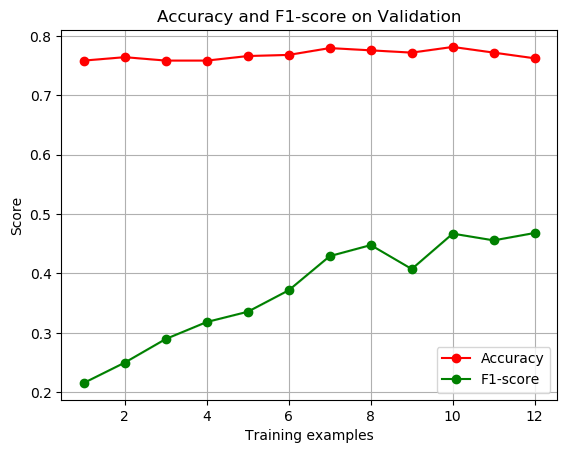 Accuracy and F1-score on Validation
Score
0.8
0.7
0.6
0.5
0.4
0.3
0.2
Accuracy
F1-score
2 4 6 8 10 12
Training examples